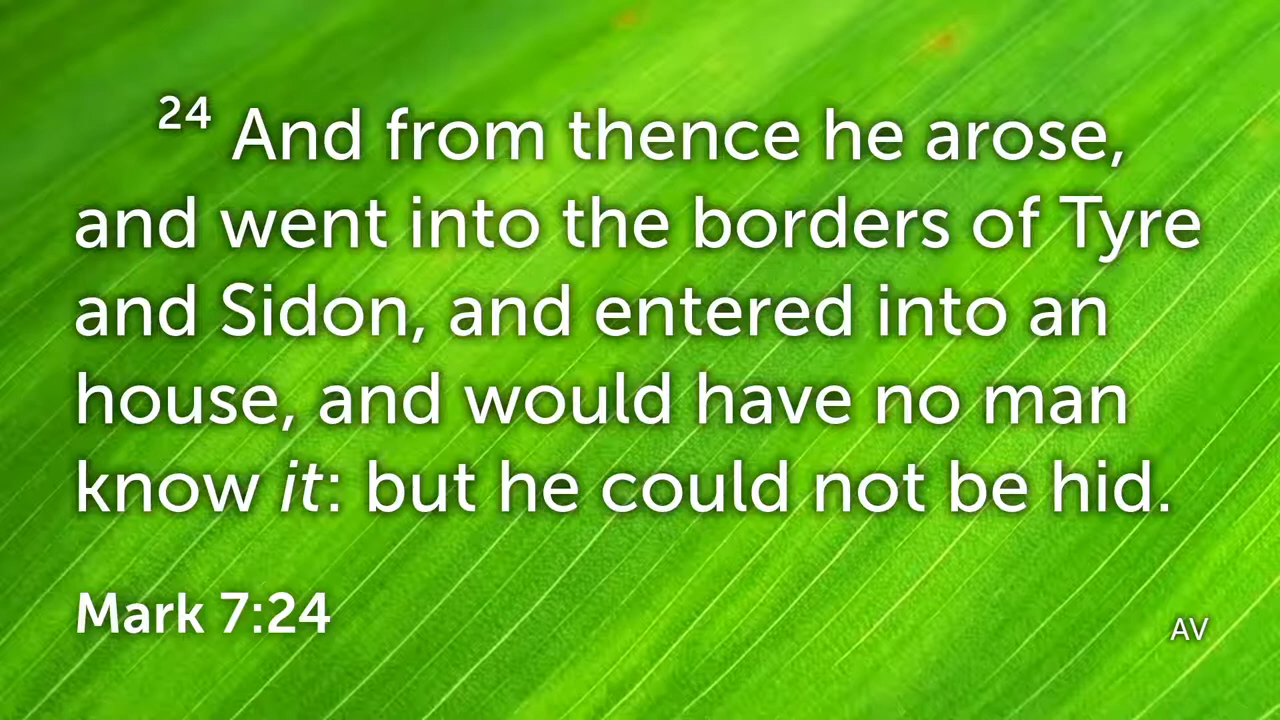 24 And from thence he arose,
and went into the borders of Tyre
and Sidon, and entered into an
house, and would have no man
know it: but he could not be hid.
Mark 7:24
AV